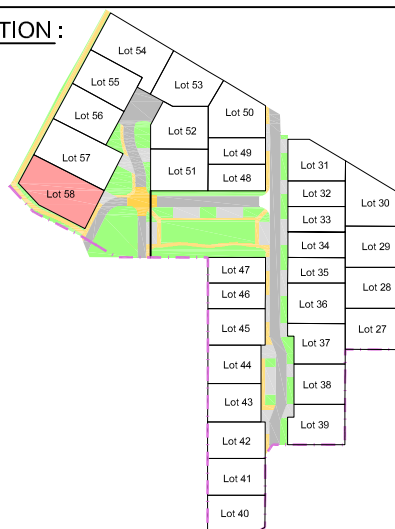 TION :
Lot 54
Lot 53
Lot 55
Lot 50
Lot 56
Lot 52
Lot 57
Lot 49
Lot 51
Lot 48
Lot 58
Lot 31
Lot 32
Lot 30
Lot 33
Lot 34
Lot 29
Lot 47
Lot 35
Lot 46
Lot 28
Lot 36
Lot 45
Lot 27
Lot 37
Lot 44
Lot 38
Lot 43
Lot 39
Lot 42
Lot 41
Lot 40